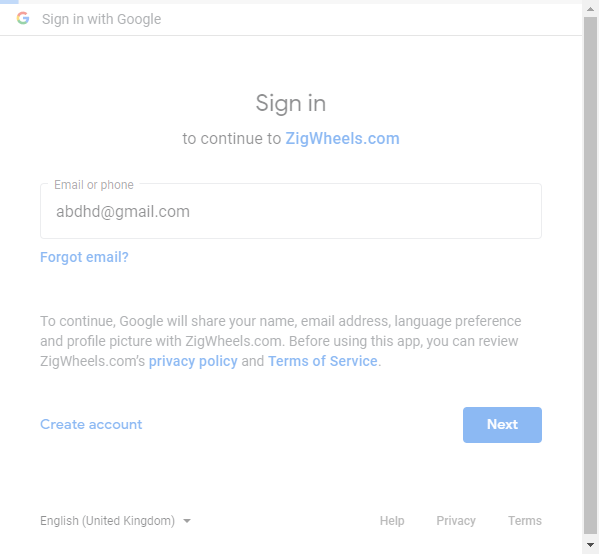 Sign in with Google
Sign in
to continue to ZigWheels.com
Email or phone
abdhd@gmail.com
Forgot email?
To continue, Google will share your name, email address, language preference
and profile picture with ZigWheels.com. Before using this app, you can review
ZigWheels.com's privacy policy and Terms of Service.
Create account
Next
English (United Kingdom)
Help Privacy Terms